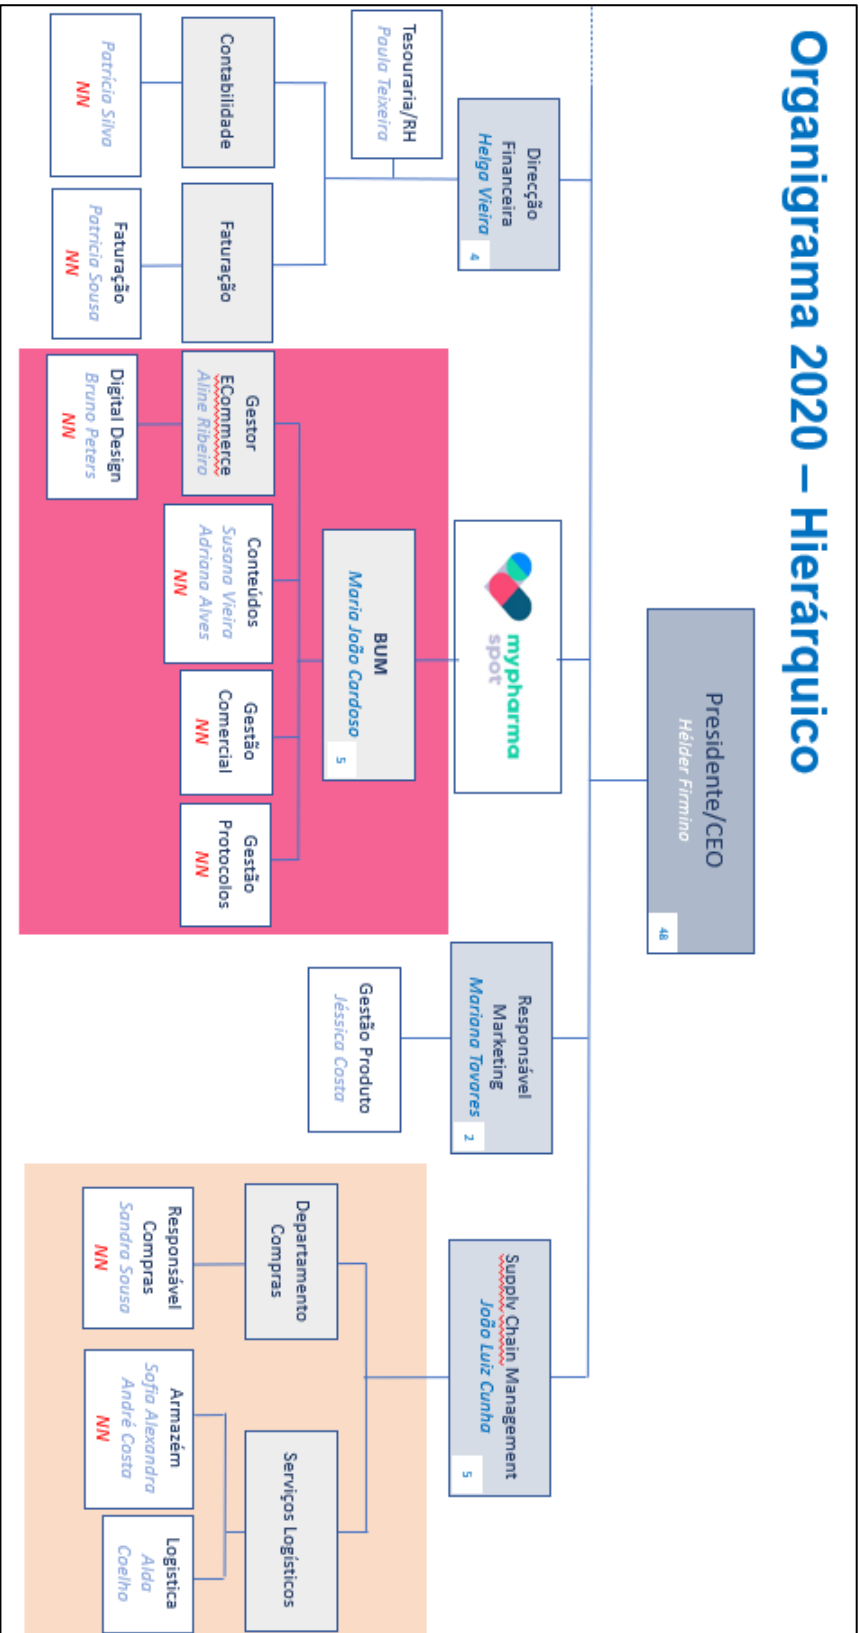 Organigrama 2020 – Hierárquico
Presidente/CEO
Hélder Firmino
48
Direcção
Financeira
Helga Vieira
4
mypharma
spot
Responsável
Marketing
Mariana Tavares
2
Supply Chain Management
João Luiz Cunha
5
Tesouraria/RH
Paula Teixeira
BUM
Maria João Cardoso
5
Gestão Produto
Jéssica Costa
Departamento
Compras
Serviços Logísticos
Contabilidade
Faturação
Gestor
ECommerce
Aline Ribeiro
Conteúdos
Susana Vieira
Adriana Alves
NN
Gestão
Comercial
NN
Gestão
Protocolos
NN
Responsável
Compras
Sandra Sousa
NN
Armazém
Sofia Alexandra
André Costa
NN
Logistica
Alda
Coelho
Patrícia Silva
NN
Faturação
Patricia Sousa
NN
Digital Design
Bruno Peters
NN